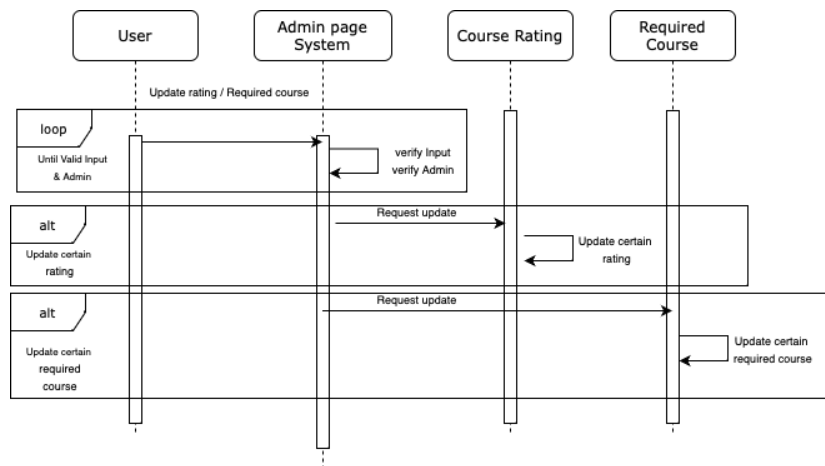 User
Admin page
System
Course Rating
Required
Course
Update rating / Required course
loop
Until Valid Input
& Admin
verify Input
verify Admin
alt
Update certain
rating
Request update
Update certain
rating
alt
Update certain
required
course
Request update
Update certain
required course